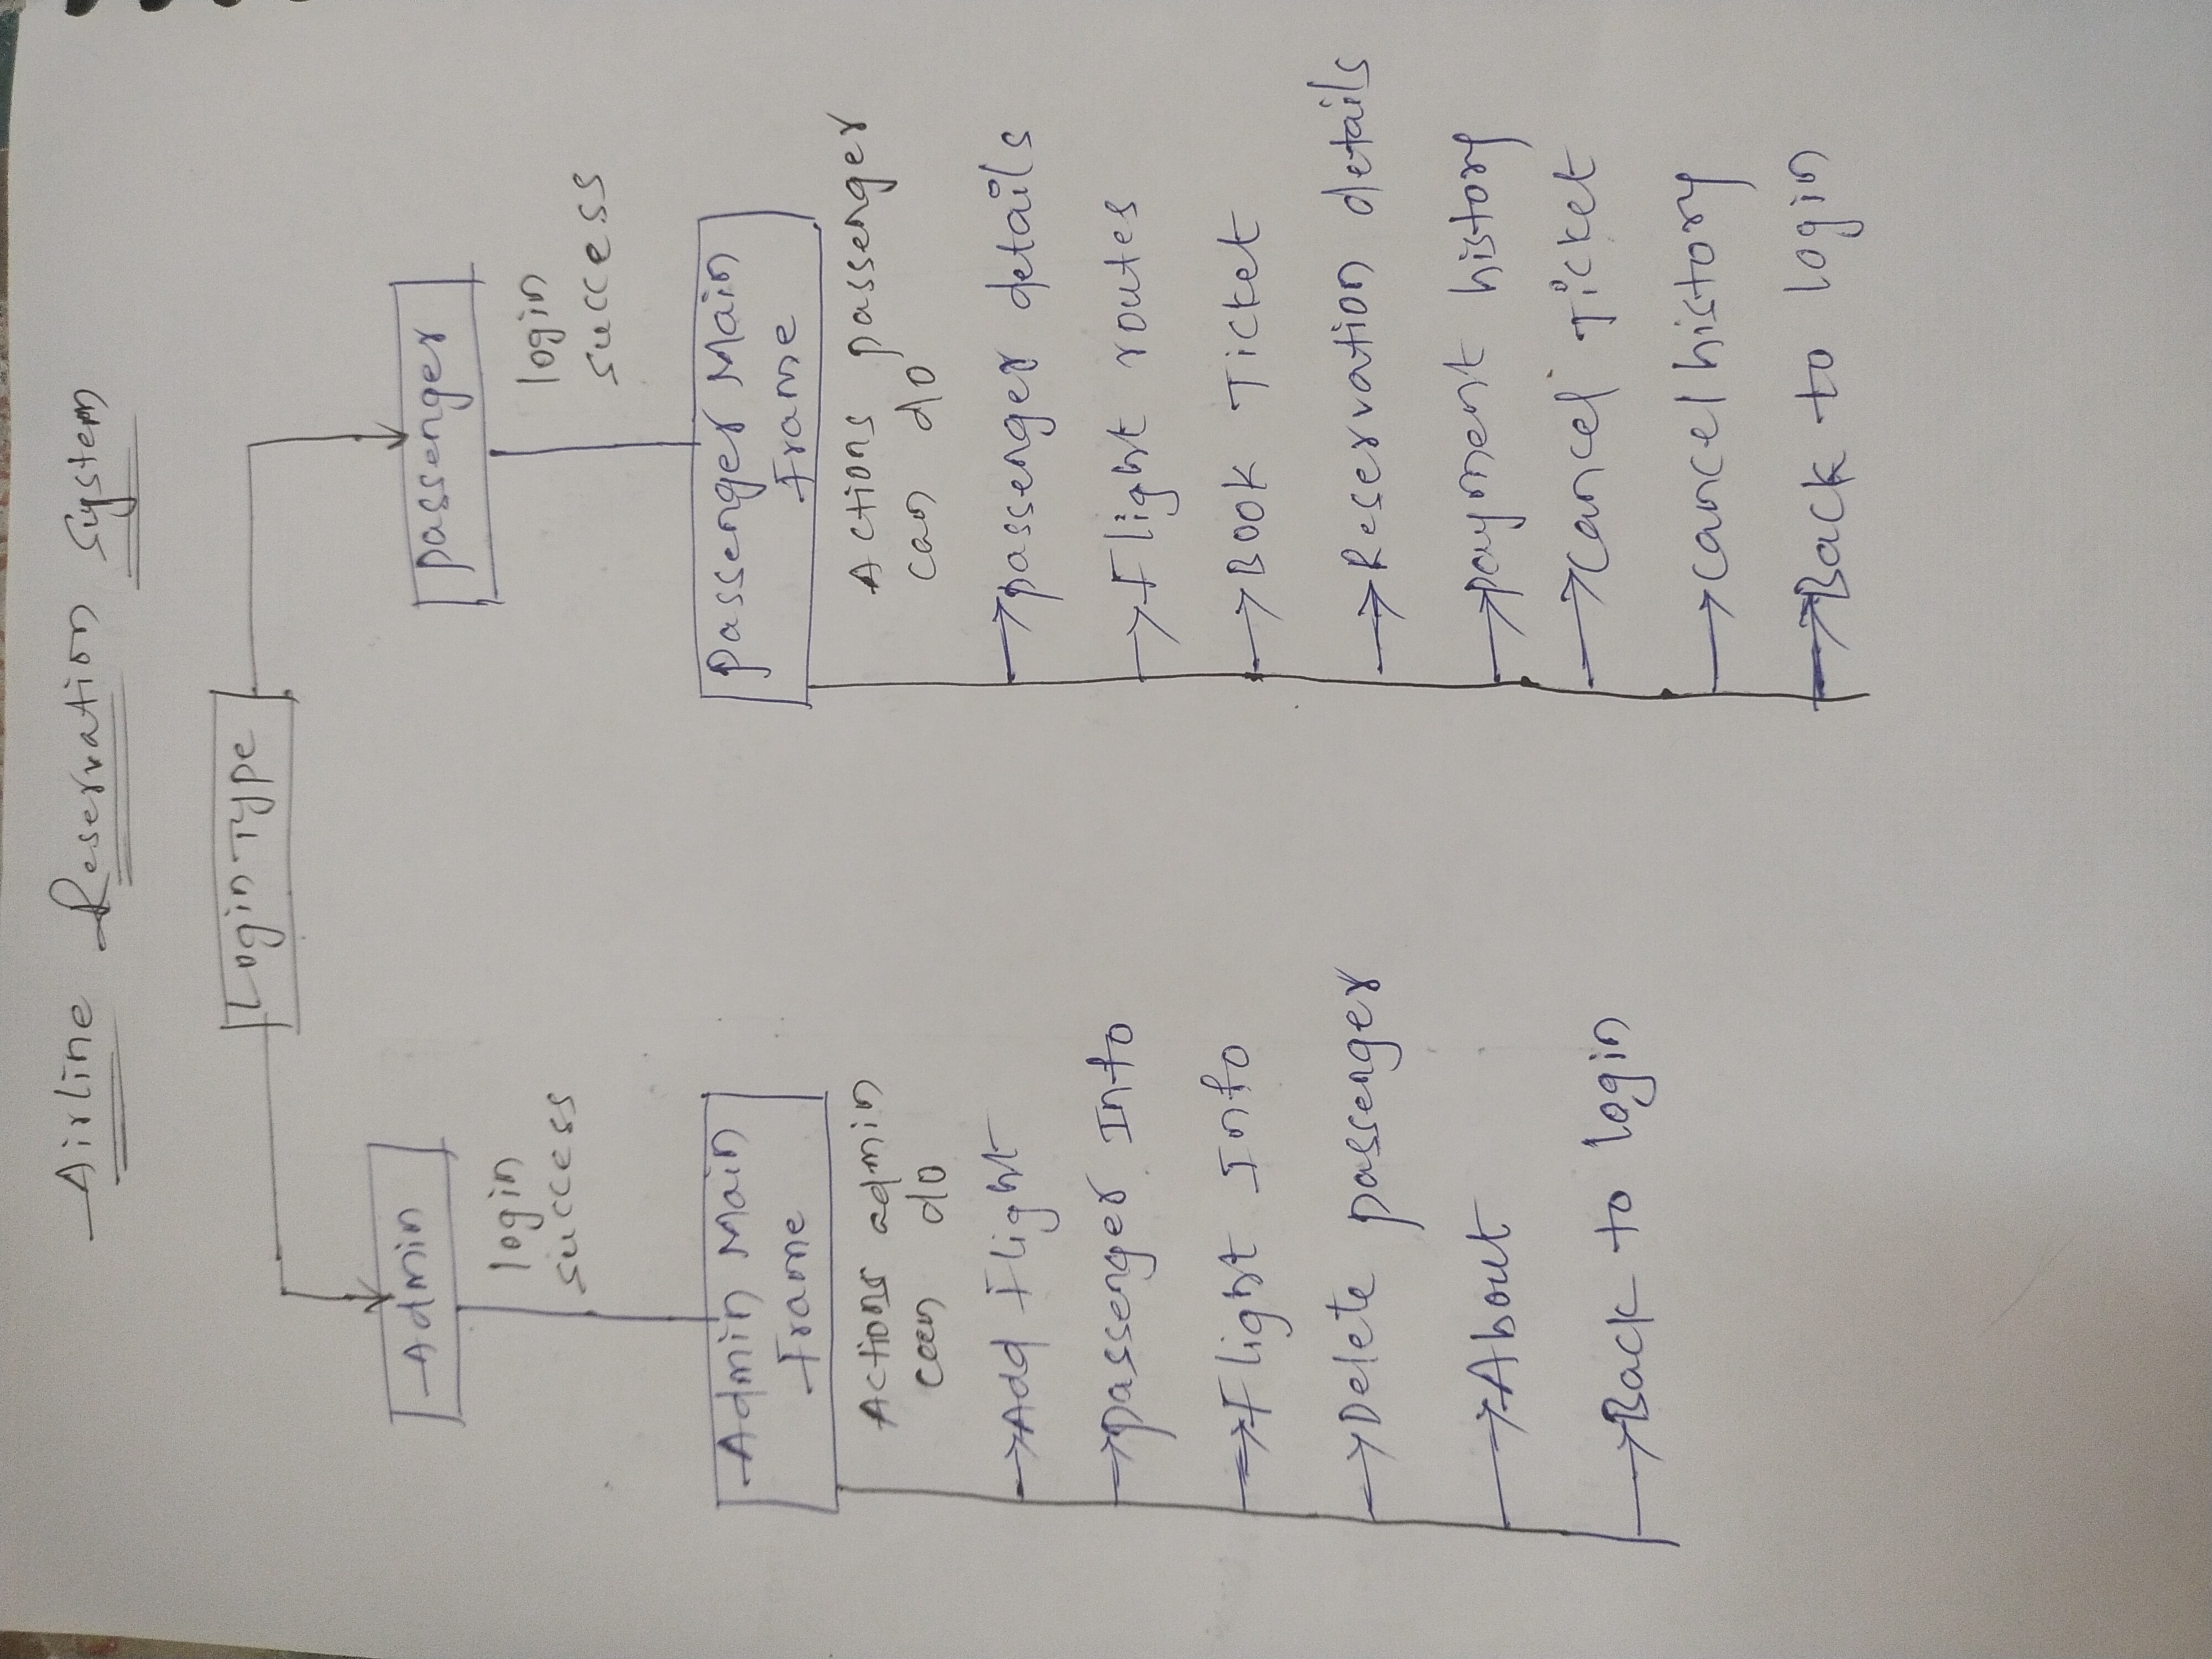 Airline Reservation System
Login Type
Admin
login
success
Admin Main
Frame
Actions admin
can do
Add Flight
passenger Info
Flight Info
Delete passenger
About
Back to login
passenger
login
success
passenger Main
Frame
Actions passenger
can do
passenger details
Flight routes
Book Ticket
Reservation details
payment history
cancel Ticket
cancel history
Back to login